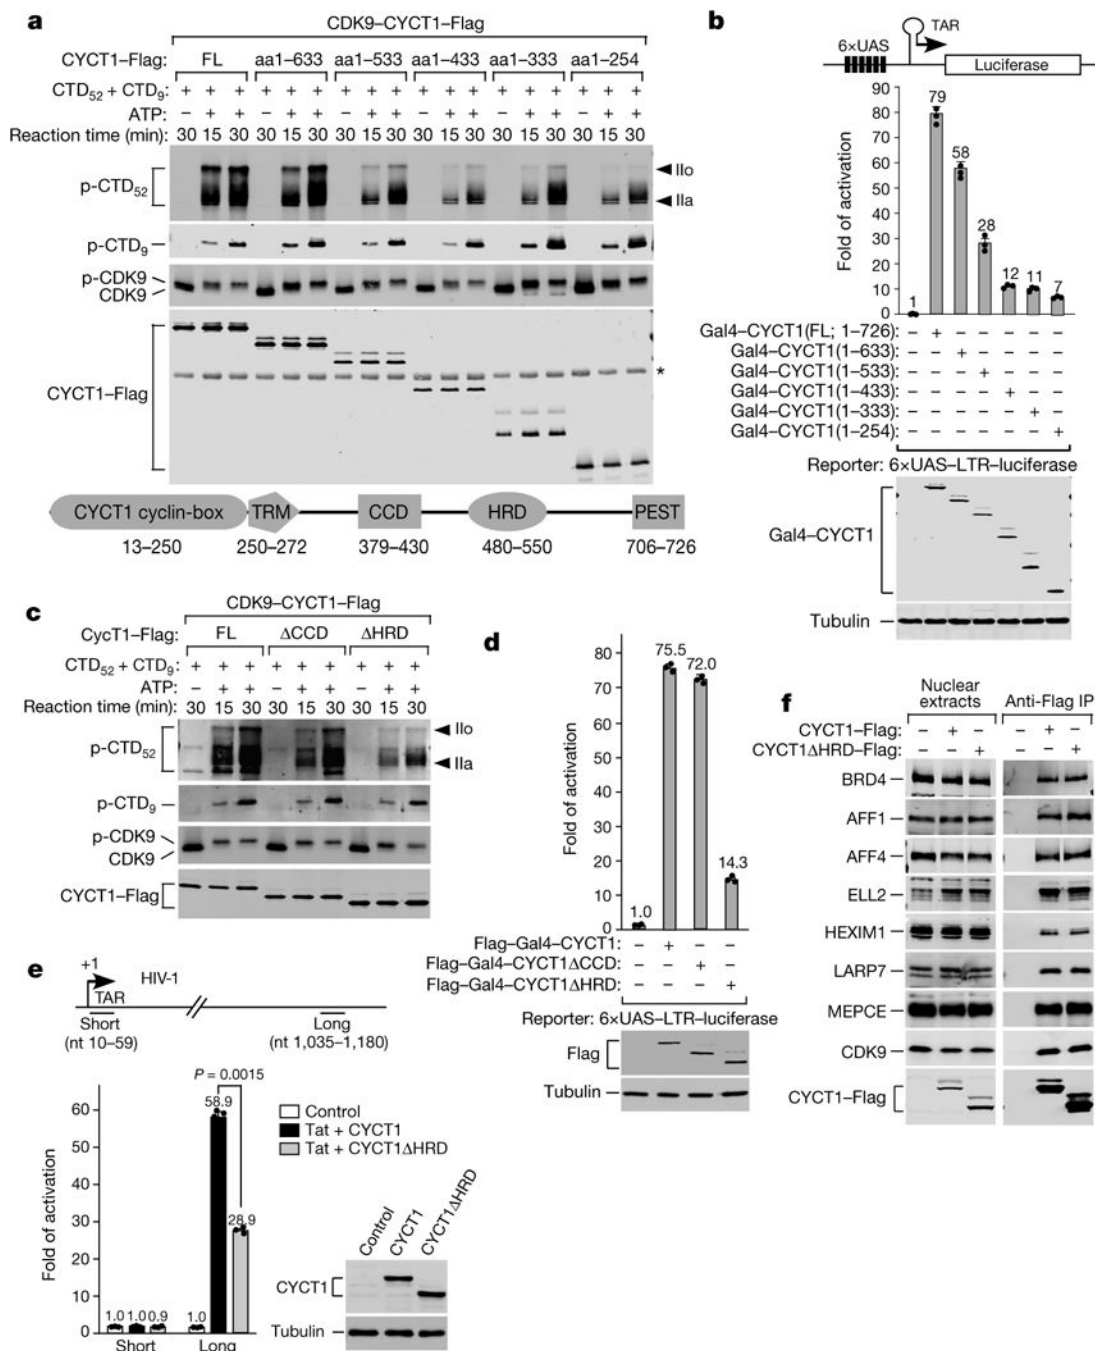 a
CDK9–CYCT1–Flag
CYCT1–Flag: FL aa1–633 aa1–533 aa1–433 aa1–333 aa1–254
CTD52 + CTD9: + + + + + + + + + + + + + + + + + +
ATP: – + + – + + – + + – + + – + + – + +
Reaction time (min): 30 15 30 30 15 30 30 15 30 30 15 30 30 15 30 30 15 30
p-CTD52
IIo
IIa
p-CTD9
p-CDK9
CDK9
CYCT1–Flag
*
CYCT1 cyclin-box TRM CCD HRD PEST
13–250 250–272 379–430 480–550 706–726
b
TAR
6×UAS
Luciferase
Fold of activation
90
80
70
60
50
40
30
20
10
0
1 79 58 28 12 11 7
Gal4–CYCT1(FL; 1–726): – + – – – – –
Gal4–CYCT1(1–633): – – + – – – –
Gal4–CYCT1(1–533): – – – + – – –
Gal4–CYCT1(1–433): – – – – + – –
Gal4–CYCT1(1–333): – – – – – + –
Gal4–CYCT1(1–254): – – – – – – +
Reporter: 6×UAS–LTR–luciferase
Gal4–CYCT1
Tubulin
c
CDK9–CYCT1–Flag
CycT1–Flag: FL ΔCCD ΔHRD
CTD52 + CTD9: + + + + + + + + +
ATP: – + + – + + – + +
Reaction time (min): 30 15 30 30 15 30 30 15 30
p-CTD52
IIo
IIa
p-CTD9
p-CDK9
CDK9
CYCT1–Flag
d
Fold of activation
80
70
60
50
40
30
20
10
0
1.0 75.5 72.0 14.3
Flag–Gal4–CYCT1: – + – –
Flag–Gal4–CYCT1ΔCCD: – – + –
Flag–Gal4–CYCT1ΔHRD: – – – +
Reporter: 6×UAS–LTR–luciferase
Flag
Tubulin
e
+1
HIV-1
TAR
Short
(nt 10–59)
Long
(nt 1,035–1,180)
Fold of activation
60
50
40
30
20
10
0
P = 0.0015
1.0 1.0 0.9 1.0 58.9 28.9
Short Long
Control
Tat + CYCT1
Tat + CYCT1ΔHRD
Control CYCT1 CYCT1ΔHRD
CYCT1
Tubulin
f
Nuclear extracts
Anti-Flag IP
CYCT1–Flag: – + – – + –
CYCT1ΔHRD–Flag: – – + – – +
BRD4
AFF1
AFF4
ELL2
HEXIM1
LARP7
MEPCE
CDK9
CYCT1–Flag